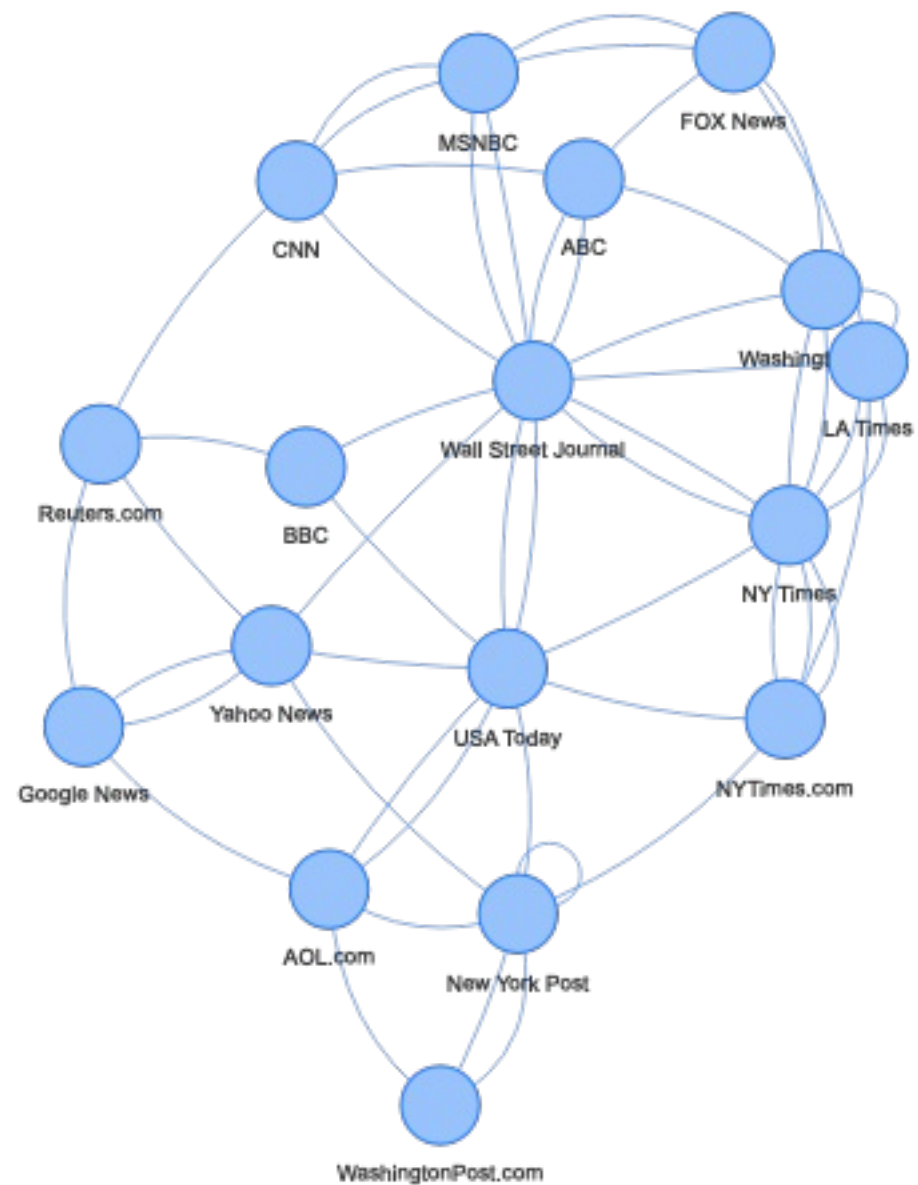 FOX News
MSNBC
ABC
CNN
Washingt
LA Times
Wall Street Journal
Reuters.com
BBC
NY Times
Yahoo News
USA Today
NYTimes.com
Google News
AOL.com
New York Post
WashingtonPost.com